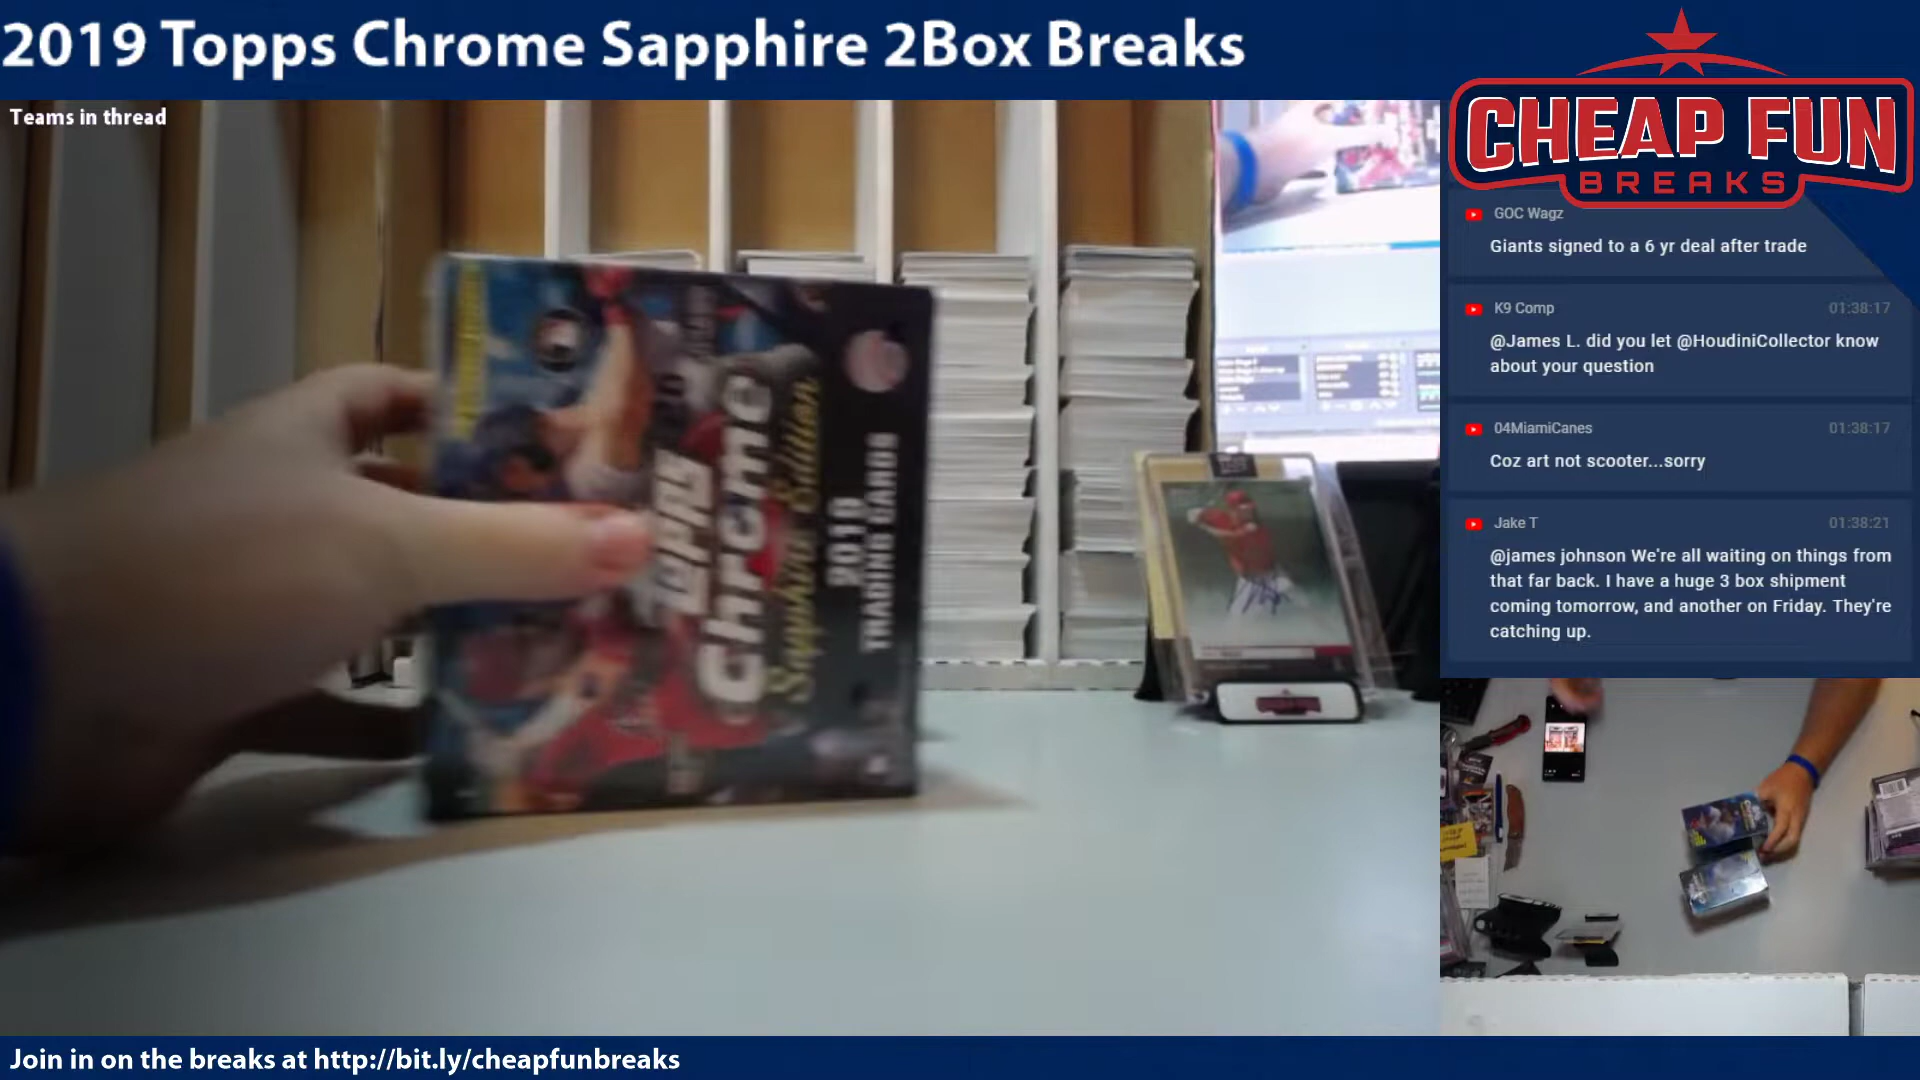 2019 Topps Chrome Sapphire 2Box Breaks
Teams in thread
CHEAP FUN
BREAKS
GOC Wagz
Giants signed to a 6 yr deal after trade
K9 Comp 01:38:17
@James L. did you let @HoudiniCollector know
about your question
04MiamiCanes 01:38:17
Coz art not scooter...sorry
Jake T 01:38:21
@james johnson We're all waiting on things from
that far back. I have a huge 3 box shipment
coming tomorrow, and another on Friday. They're
catching up.
Topps
Chrome
Sapphire Edition
2019
TRADING CARDS
Join in on the breaks at http://bit.ly/cheapfunbreaks